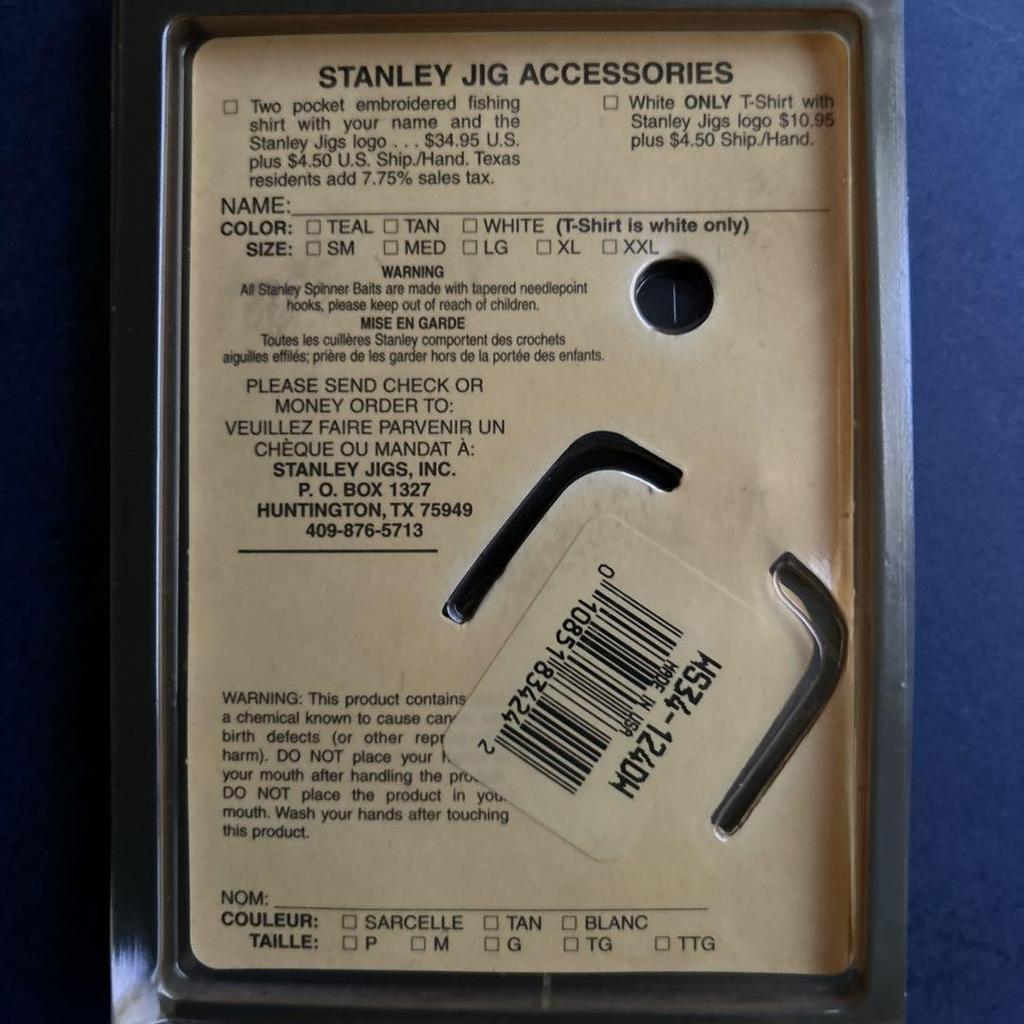 STANLEY JIG ACCESSORIES
□ Two pocket embroidered fishing
shirt with your name and the
Stanley Jigs logo . . . $34.95 U.S.
plus $4.50 U.S. Ship./Hand. Texas
residents add 7.75% sales tax.
□ White ONLY T-Shirt with
Stanley Jigs logo $10.95
plus $4.50 Ship./Hand.
NAME:
COLOR: □ TEAL □ TAN □ WHITE (T-Shirt is white only)
SIZE: □ SM □ MED □ LG □ XL □ XXL
WARNING
All Stanley Spinner Baits are made with tapered needlepoint
hooks, please keep out of reach of children.
MISE EN GARDE
Toutes les cuillères Stanley comportent des crochets
aiguilles effilés; prière de les garder hors de la portée des enfants.
PLEASE SEND CHECK OR
MONEY ORDER TO:
VEUILLEZ FAIRE PARVENIR UN
CHÈQUE OU MANDAT À:
STANLEY JIGS, INC.
P. O. BOX 1327
HUNTINGTON, TX 75949
409-876-5713
WS34-124DW
MADE IN USA
0 10851 83424 2
WARNING: This product contains
a chemical known to cause
birth defects (or other
harm). DO NOT place your
your mouth after handling the
DO NOT place the product in
mouth. Wash your hands after touching
this product.
NOM:
COULEUR: □ SARCELLE □ TAN □ BLANC
TAILLE: □ P □ M □ G □ TG □ TTG